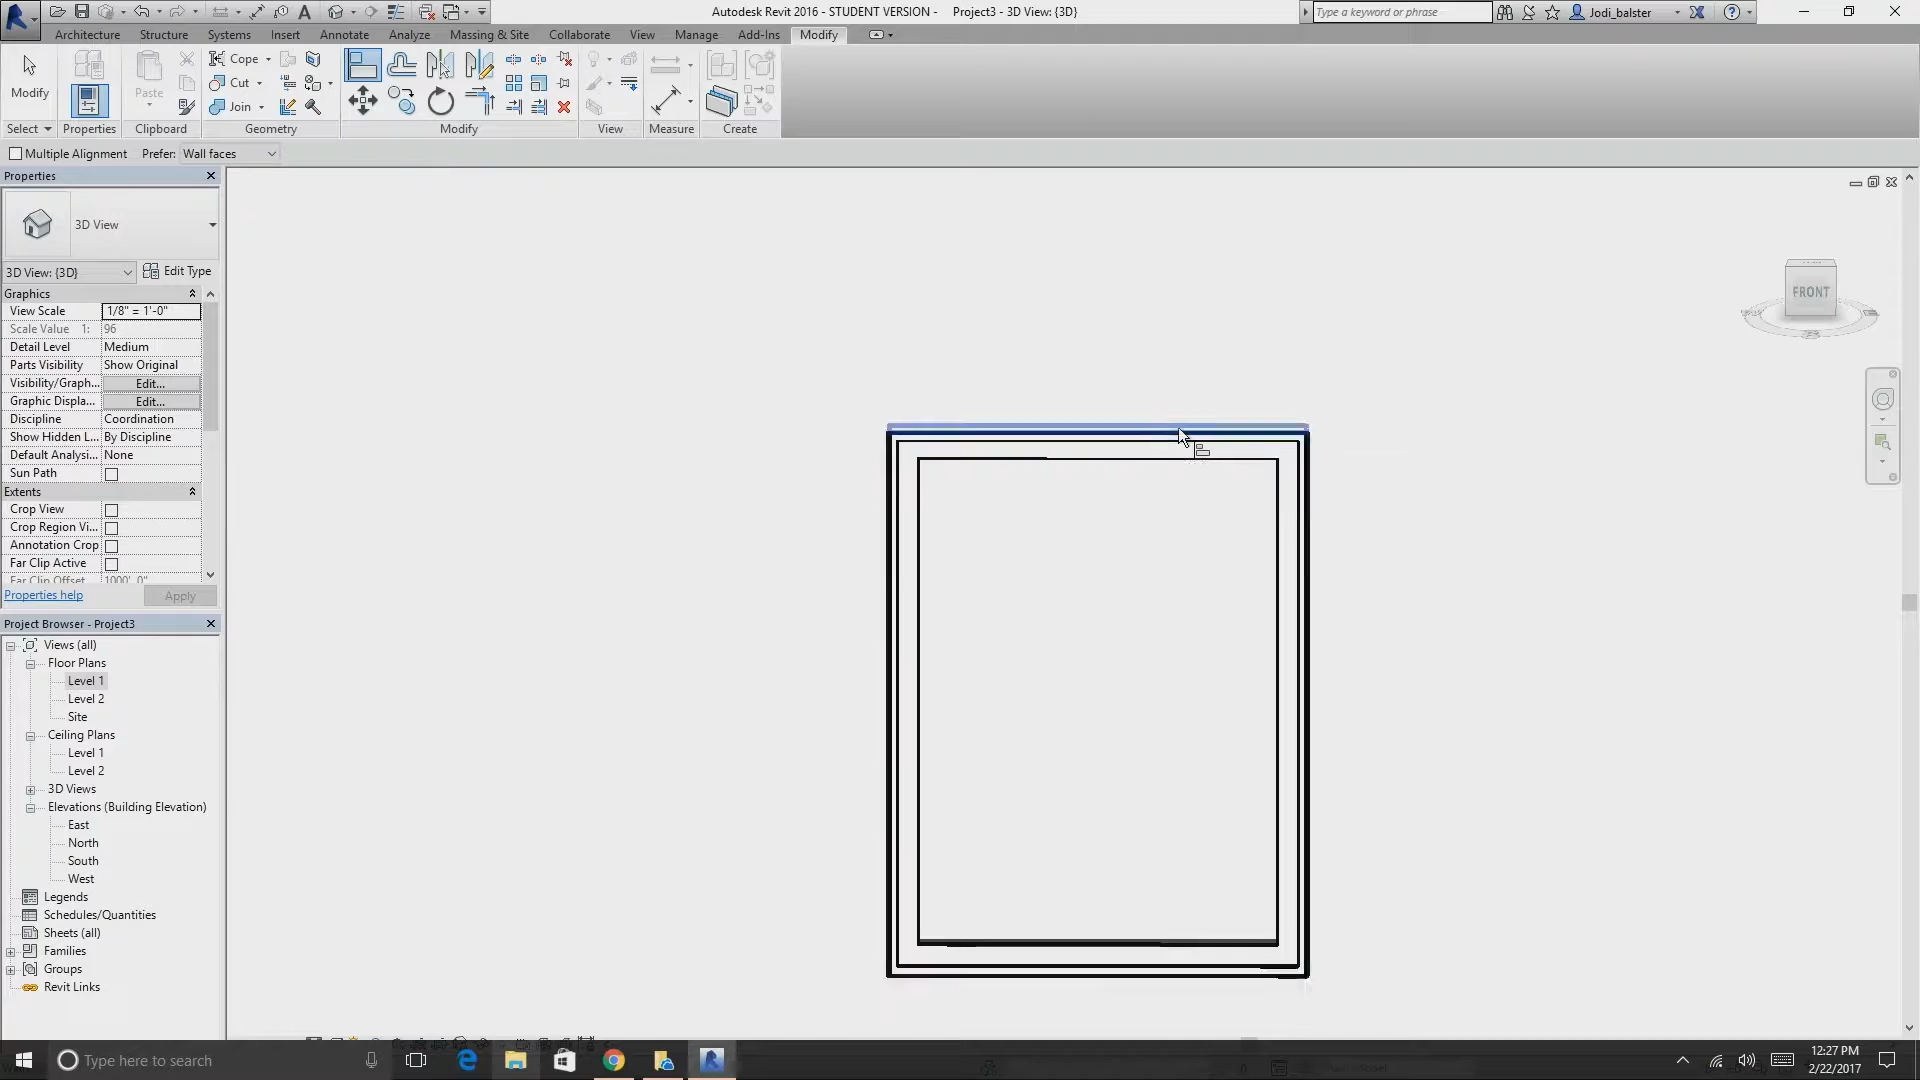 Autodesk Revit 2016 - STUDENT VERSION - Project3 - 3D View: {3D}
Type a keyword or phrase
Jodi_balster
Architecture Structure Systems Insert Annotate Analyze Massing & Site Collaborate View Manage Add-Ins Modify
Modify
Paste
Cope
Cut
Join
Select Properties Clipboard Geometry Modify View Measure Create
Multiple Alignment Prefer: Wall faces
Properties
3D View
3D View: {3D} Edit Type
Graphics
View Scale 1/8" = 1'-0"
Scale Value 1: 96
Detail Level Medium
Parts Visibility Show Original
Visibility/Graph... Edit...
Graphic Displa... Edit...
Discipline Coordination
Show Hidden L... By Discipline
Default Analysi... None
Sun Path
Extents
Crop View
Crop Region Vi...
Annotation Crop
Far Clip Active
Far Clip Offset 1000' 0"
Properties help Apply
Project Browser - Project3
Views (all)
Floor Plans
Level 1
Level 2
Site
Ceiling Plans
Level 1
Level 2
3D Views
Elevations (Building Elevation)
East
North
South
West
Legends
Schedules/Quantities
Sheets (all)
Families
Groups
Revit Links
FRONT
Type here to search
12:27 PM
2/22/2017